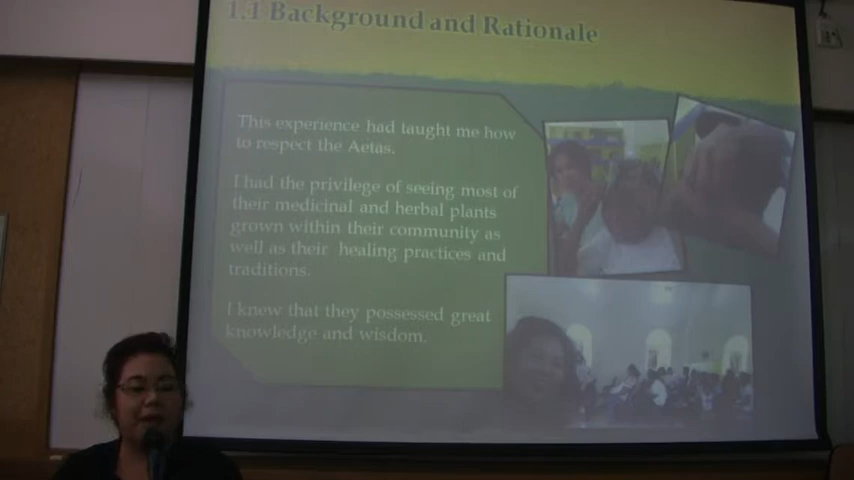 1.1 Background and Rationale
This experience had taught me how
to respect the Aetas.
I had the privilege of seeing most of
their medicinal and herbal plants
grown within their community as
well as their healing practices and
traditions.
I knew that they possessed great
knowledge and wisdom.